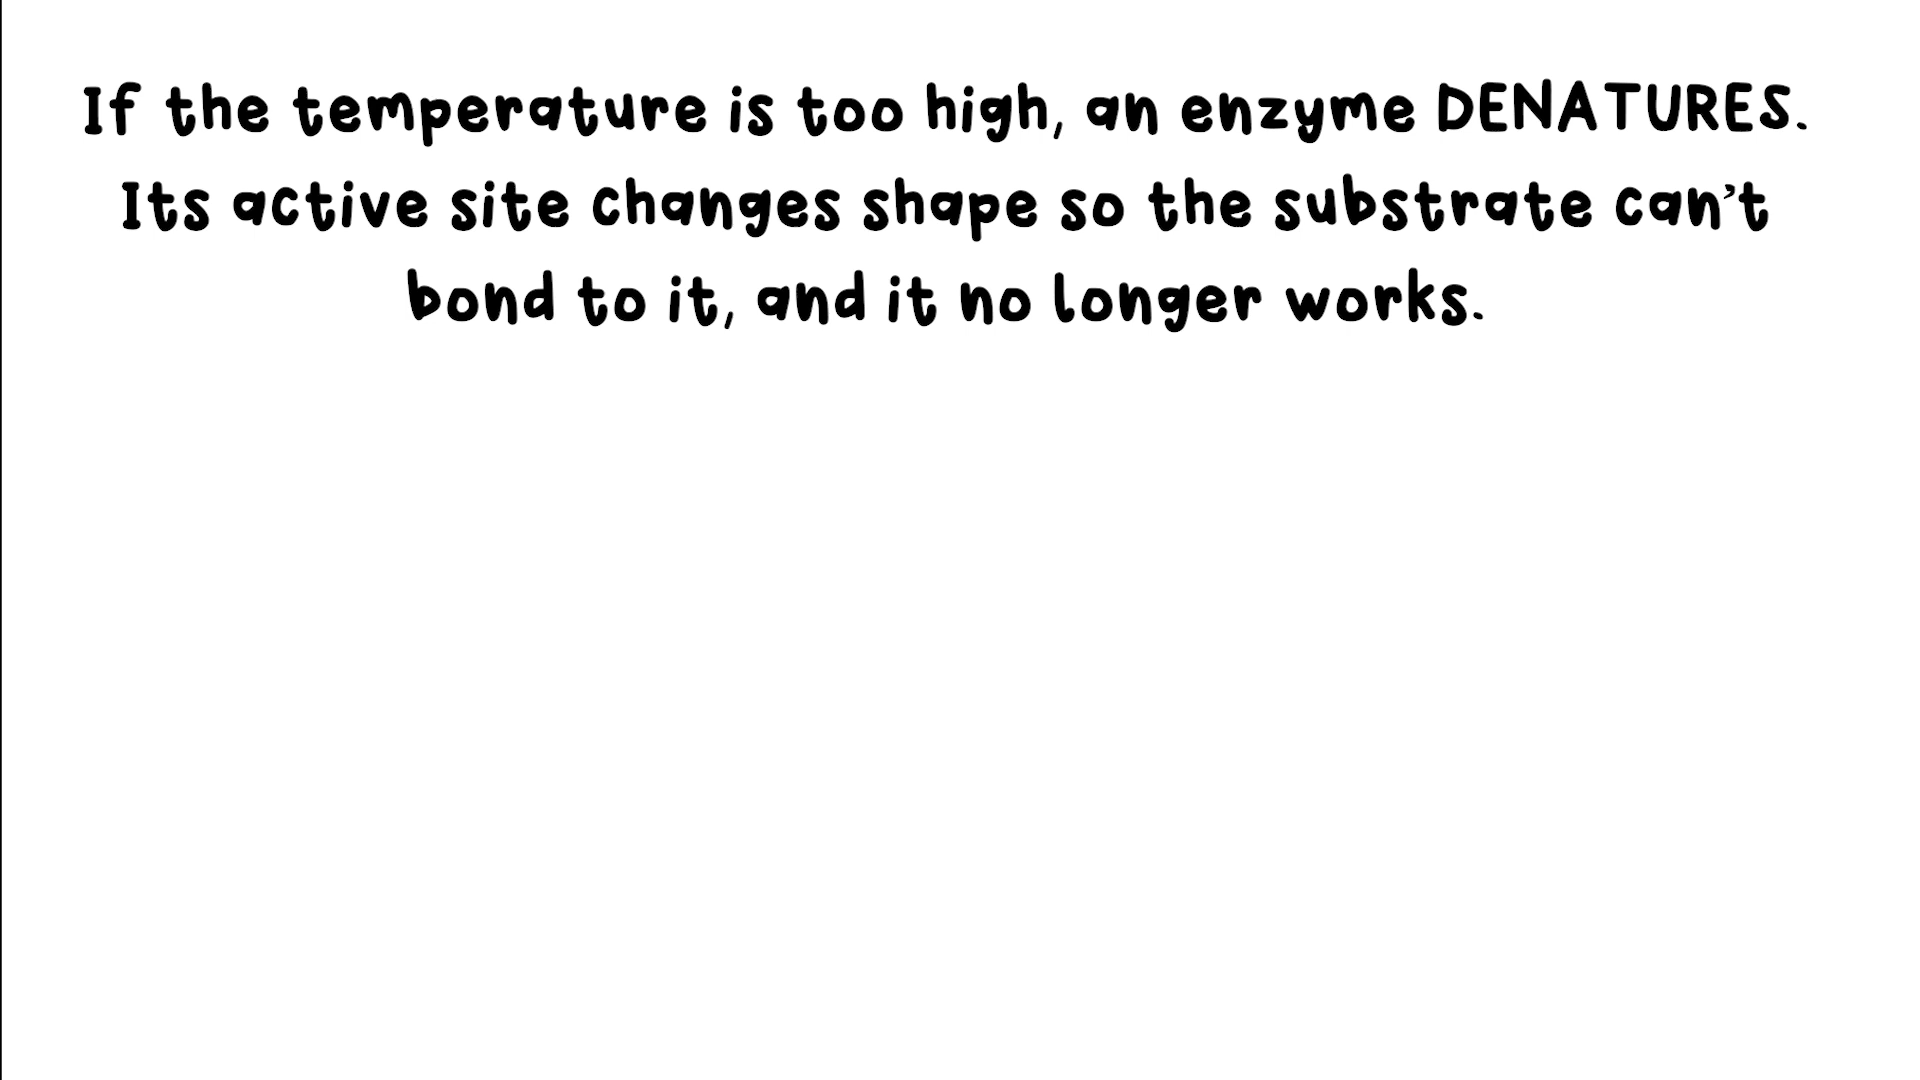 If the temperature is too high, an enzyme DENATURES.
Its active site changes shape so the substrate can't
bond to it, and it no longer works.